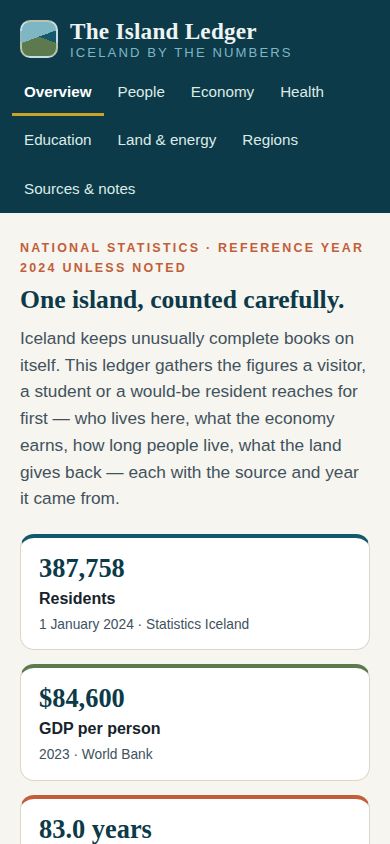 The Island Ledger
ICELAND BY THE NUMBERS
Overview People Economy Health
Education Land & energy Regions
Sources & notes
NATIONAL STATISTICS · REFERENCE YEAR
2024 UNLESS NOTED
One island, counted carefully.
Iceland keeps unusually complete books on
itself. This ledger gathers the figures a visitor,
a student or a would-be resident reaches for
first — who lives here, what the economy
earns, how long people live, what the land
gives back — each with the source and year
it came from.
387,758
Residents
1 January 2024 · Statistics Iceland
$84,600
GDP per person
2023 · World Bank
83.0 years